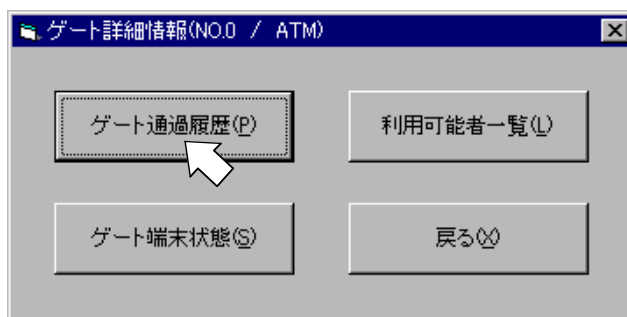 ゲート詳細情報(NO.0 / ATM)
ゲート通過履歴(P)
利用可能者一覧(L)
ゲート端末状態(S)
戻る(X)